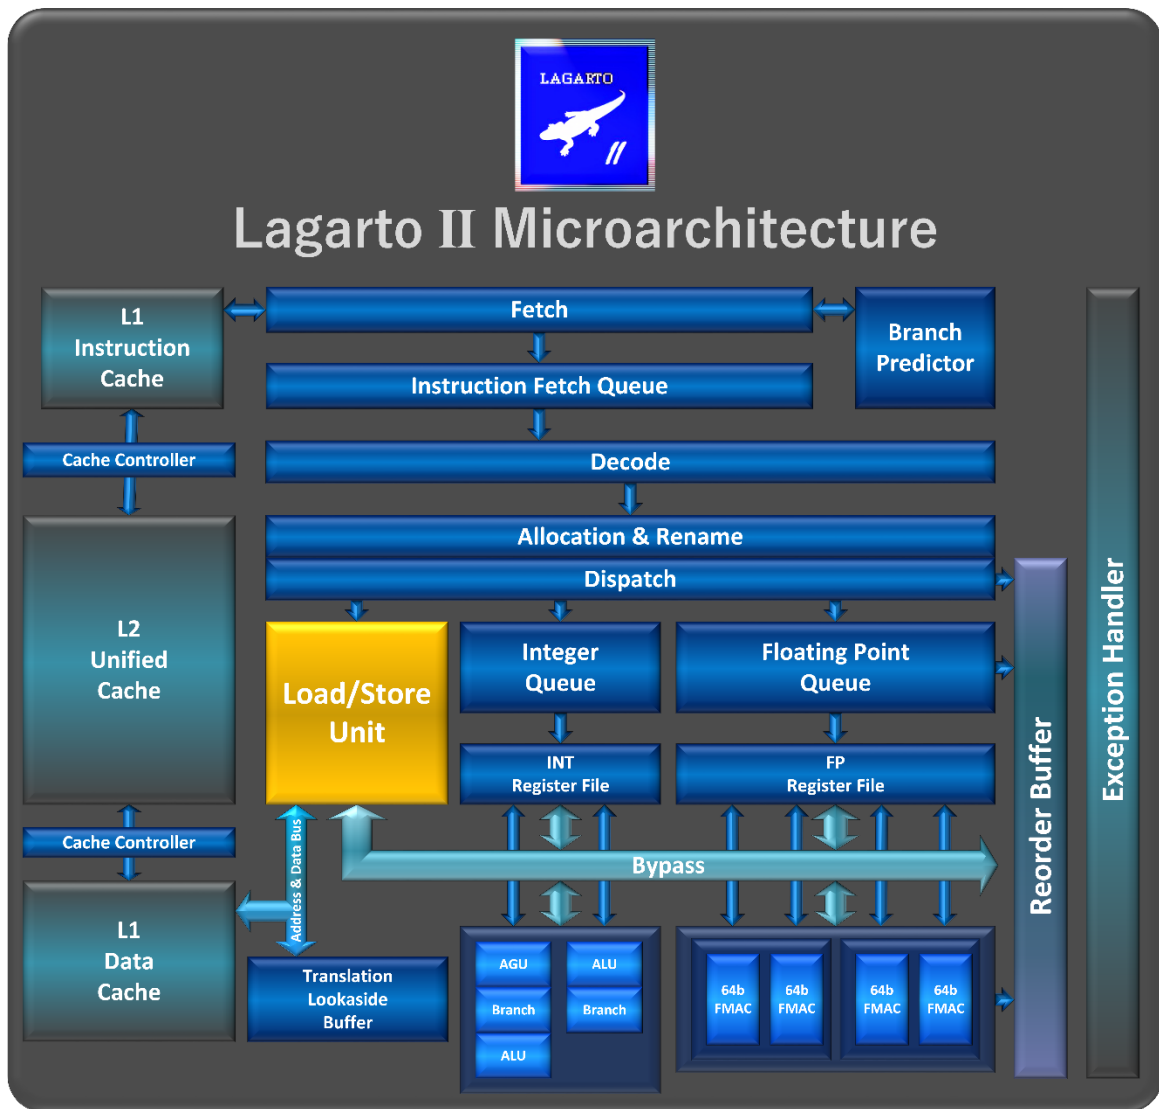 LAGARTO
II
Lagarto II Microarchitecture
L1
Instruction
Cache
Fetch
Branch
Predictor
Instruction Fetch Queue
Cache Controller
Decode
Allocation & Rename
Dispatch
L2
Unified
Cache
Load/Store
Unit
Integer
Queue
Floating Point
Queue
INT
Register File
FP
Register File
Cache Controller
Address & Data Bus
Bypass
L1
Data
Cache
Translation
Lookaside
Buffer
AGU
Branch
ALU
ALU
Branch
64b
FMAC
64b
FMAC
64b
FMAC
64b
FMAC
Reorder Buffer
Exception Handler